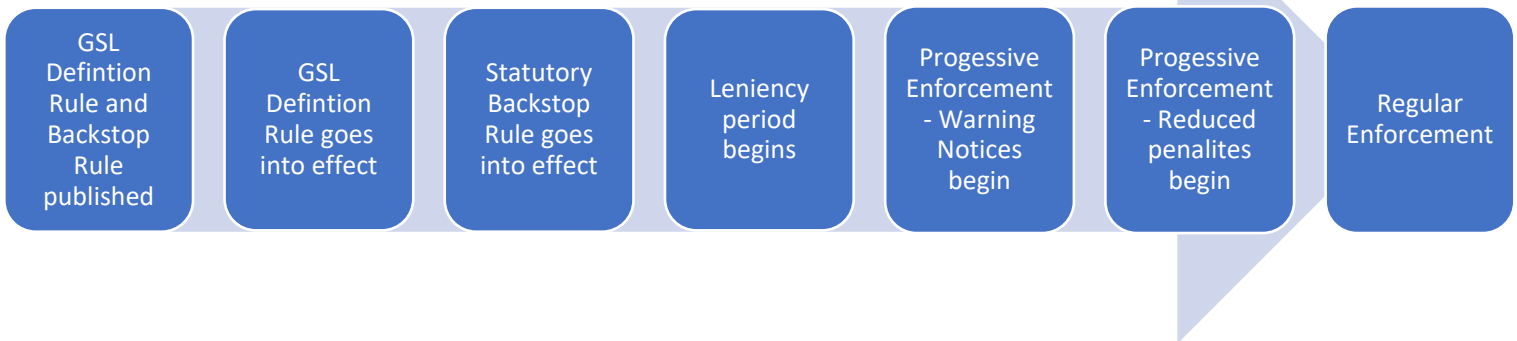 GSL
Defintion
Rule and
Backstop
Rule
published
GSL
Defintion
Rule goes
into effect
Statutory
Backstop
Rule goes
into effect
Leniency
period
begins
Progessive
Enforcement
- Warning
Notices
begin
Progessive
Enforcement
- Reduced
penalites
begin
Regular
Enforcement